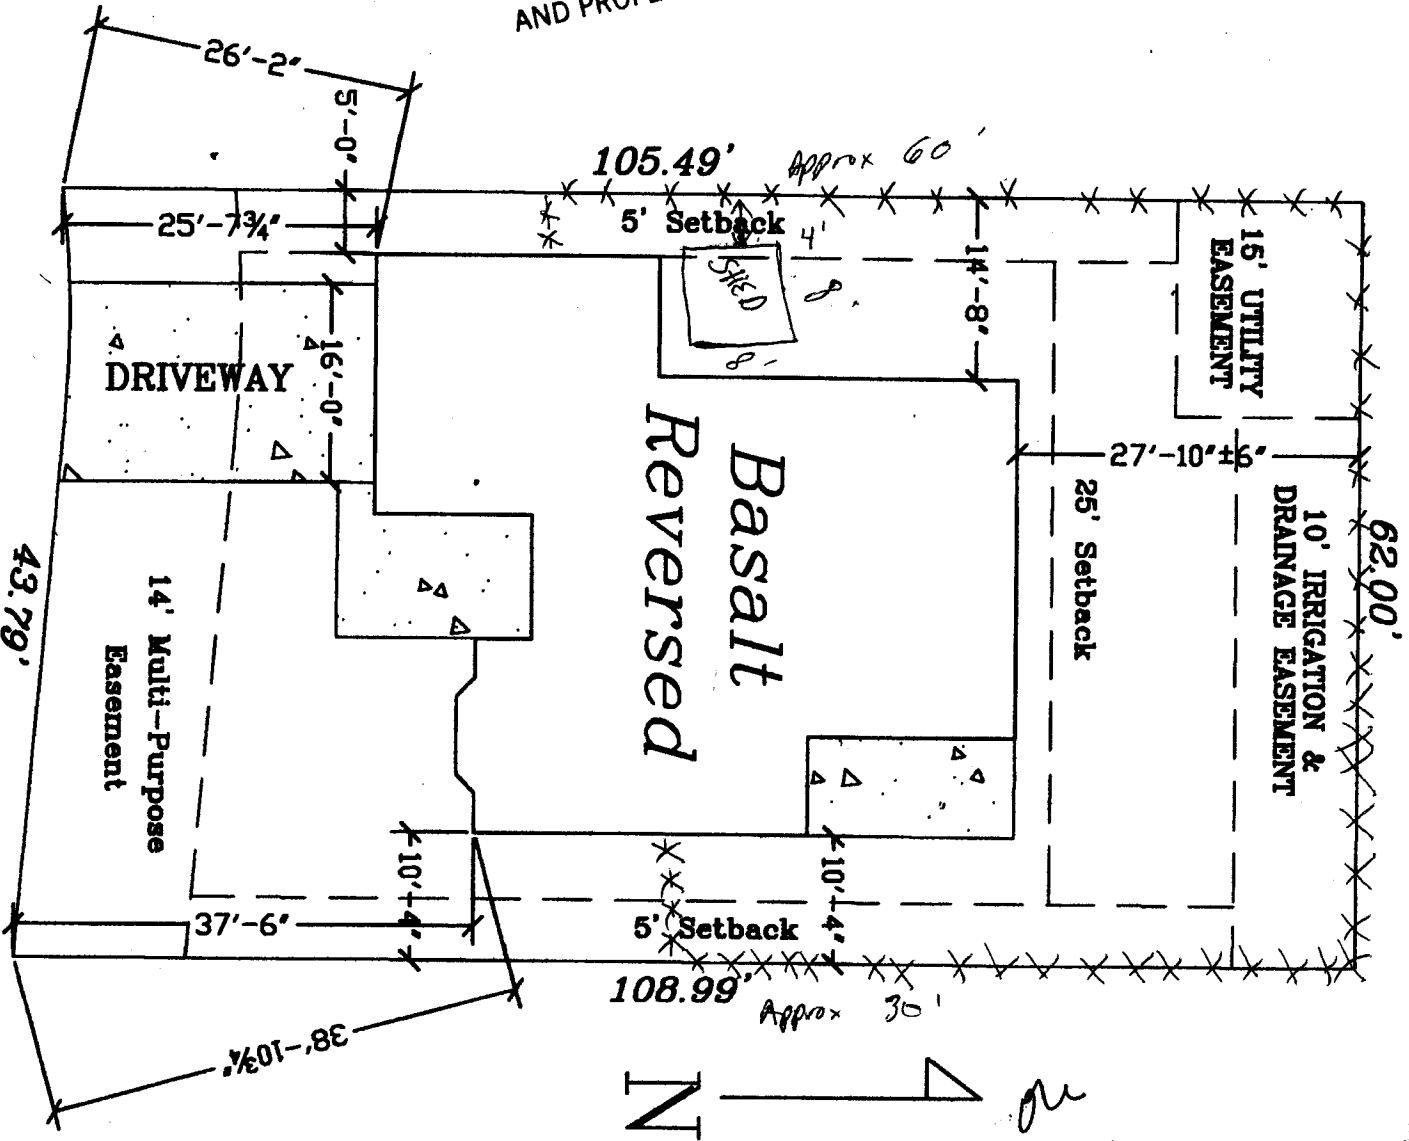 AND PROPE
26'-2"
5'-0"
105.49'
Approx 60'
25'-7¾"
5' Setback
4'
SHED
8'
8'
14'-8"
15' UTILITY
EASEMENT
DRIVEWAY
16'-0"
Basalt
Reversed
27'-10"±6"
25' Setback
10' IRRIGATION &
DRAINAGE EASEMENT
62.00'
43.79'
14' Multi-Purpose
Easement
37'-6"
10'-4"
10'-4"
5' Setback
108.99'
Approx 30'
38'-10¾"
N